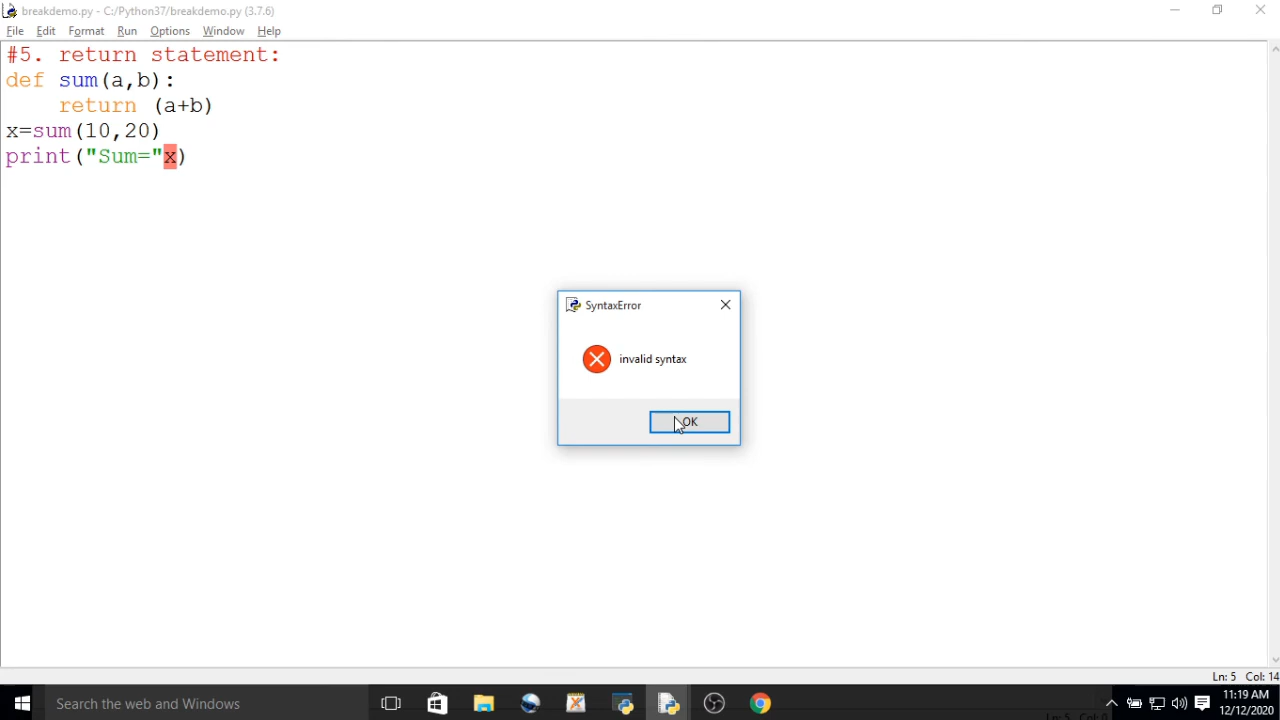 breakdemo.py - C:/Python37/breakdemo.py (3.7.6)
File Edit Format Run Options Window Help
#5. return statement:
def sum(a,b):
    return (a+b)
x=sum(10,20)
print("Sum="x)
SyntaxError
invalid syntax
OK
Ln: 5 Col: 14
Search the web and Windows
11:19 AM
12/12/2020